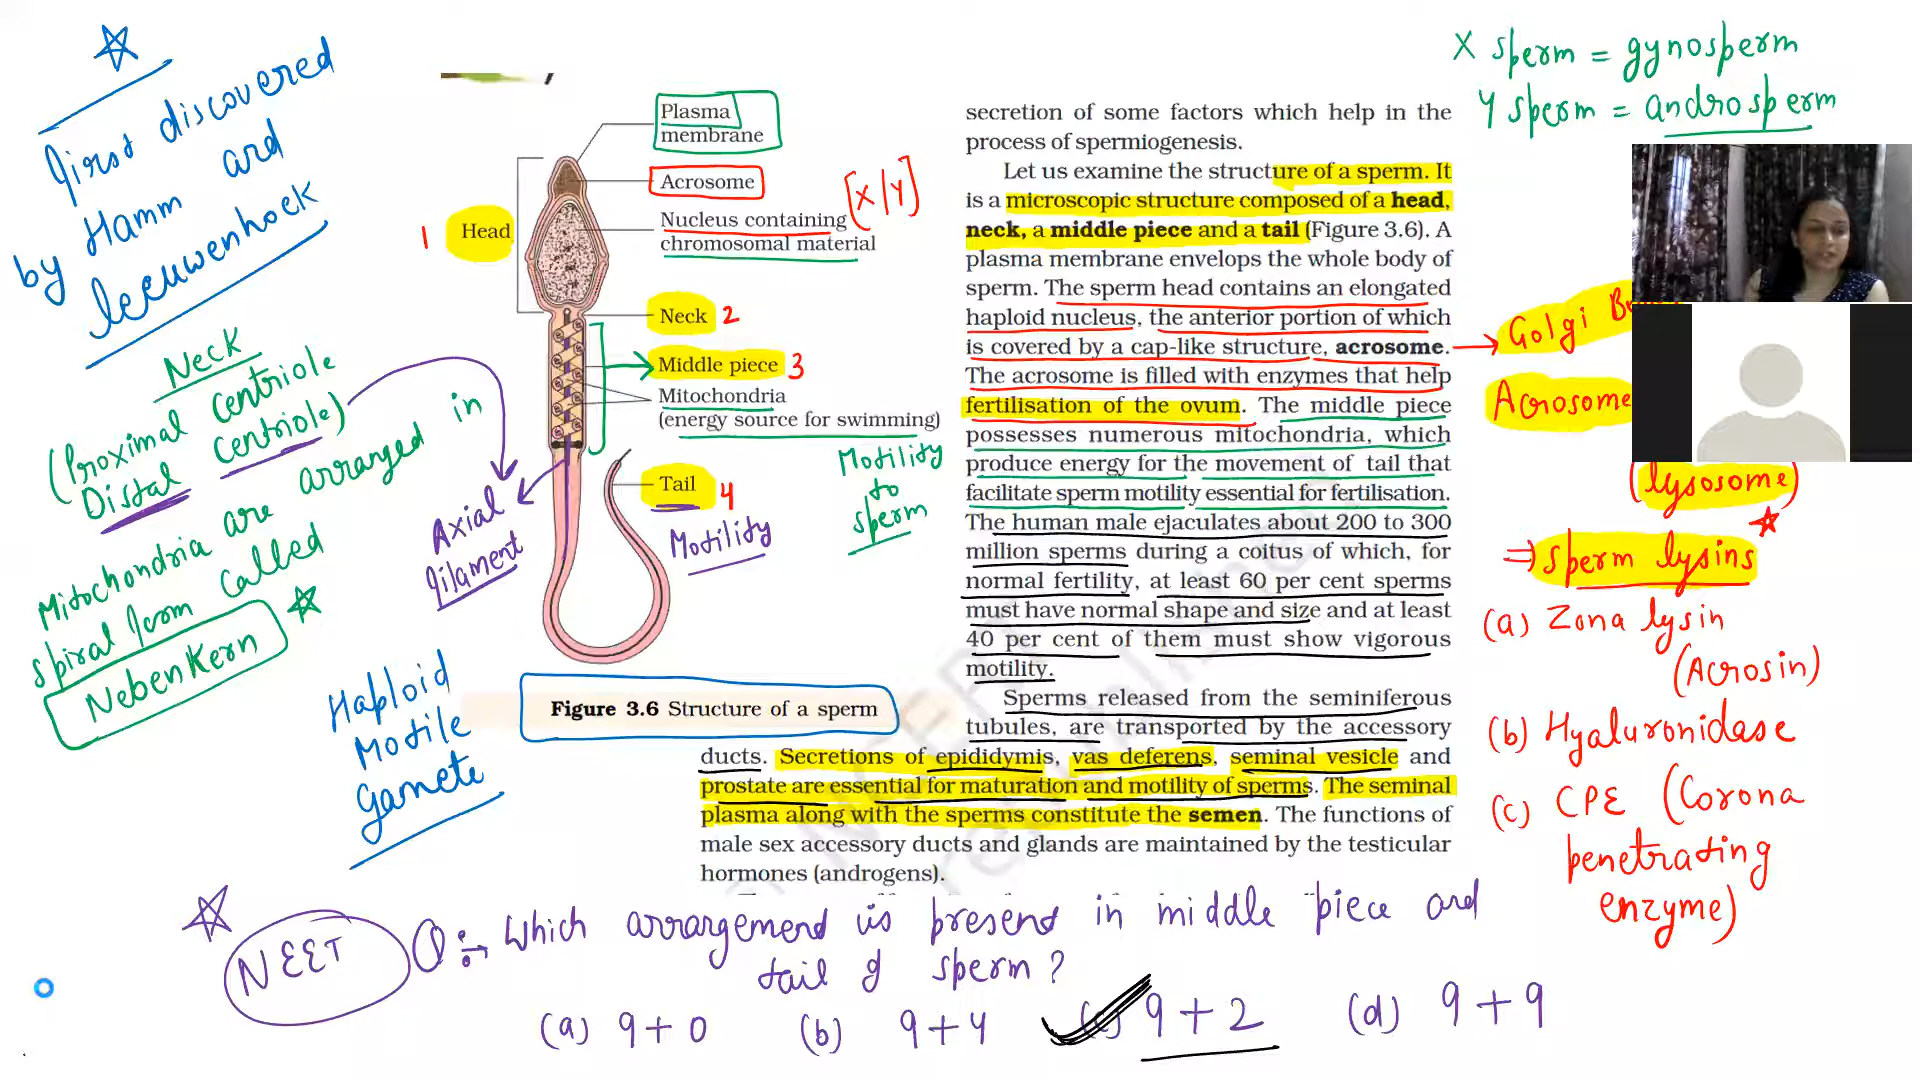 First discovered
by Hamm and
Leeuwenhoek
Neck
(Proximal centriole
Distal centriole)
Mitochondria are arranged in
spiral form called
NebenKern
Haploid
Motile
gamete
Axial
filament
Plasma
membrane
Acrosome
Nucleus containing
chromosomal material
[X/Y]
1 Head
Neck 2
Middle piece 3
Mitochondria
(energy source for swimming)
Motility
to
sperm
Tail 4
Motility
Figure 3.6 Structure of a sperm
secretion of some factors which help in the
process of spermiogenesis.
Let us examine the structure of a sperm. It
is a microscopic structure composed of a head,
neck, a middle piece and a tail (Figure 3.6). A
plasma membrane envelops the whole body of
sperm. The sperm head contains an elongated
haploid nucleus, the anterior portion of which
is covered by a cap-like structure, acrosome.
The acrosome is filled with enzymes that help
fertilisation of the ovum. The middle piece
possesses numerous mitochondria, which
produce energy for the movement of tail that
facilitate sperm motility essential for fertilisation.
The human male ejaculates about 200 to 300
million sperms during a coitus of which, for
normal fertility, at least 60 per cent sperms
must have normal shape and size and at least
40 per cent of them must show vigorous
motility.
Sperms released from the seminiferous
tubules, are transported by the accessory
ducts. Secretions of epididymis, vas deferens, seminal vesicle and
prostate are essential for maturation and motility of sperms. The seminal
plasma along with the sperms constitute the semen. The functions of
male sex accessory ducts and glands are maintained by the testicular
hormones (androgens).
X sperm = gynosperm
Y sperm = androsperm
→ Golgi
Acrosome
(lysosome)
⇒ sperm lysins
(a) Zona lysin
(Acrosin)
(b) Hyaluronidase
(c) CPE (Corona
penetrating
enzyme)
NEET Q:→ Which arrangement is present in middle piece and
tail of sperm?
(a) 9+0 (b) 9+4 (c) 9+2 (d) 9+9